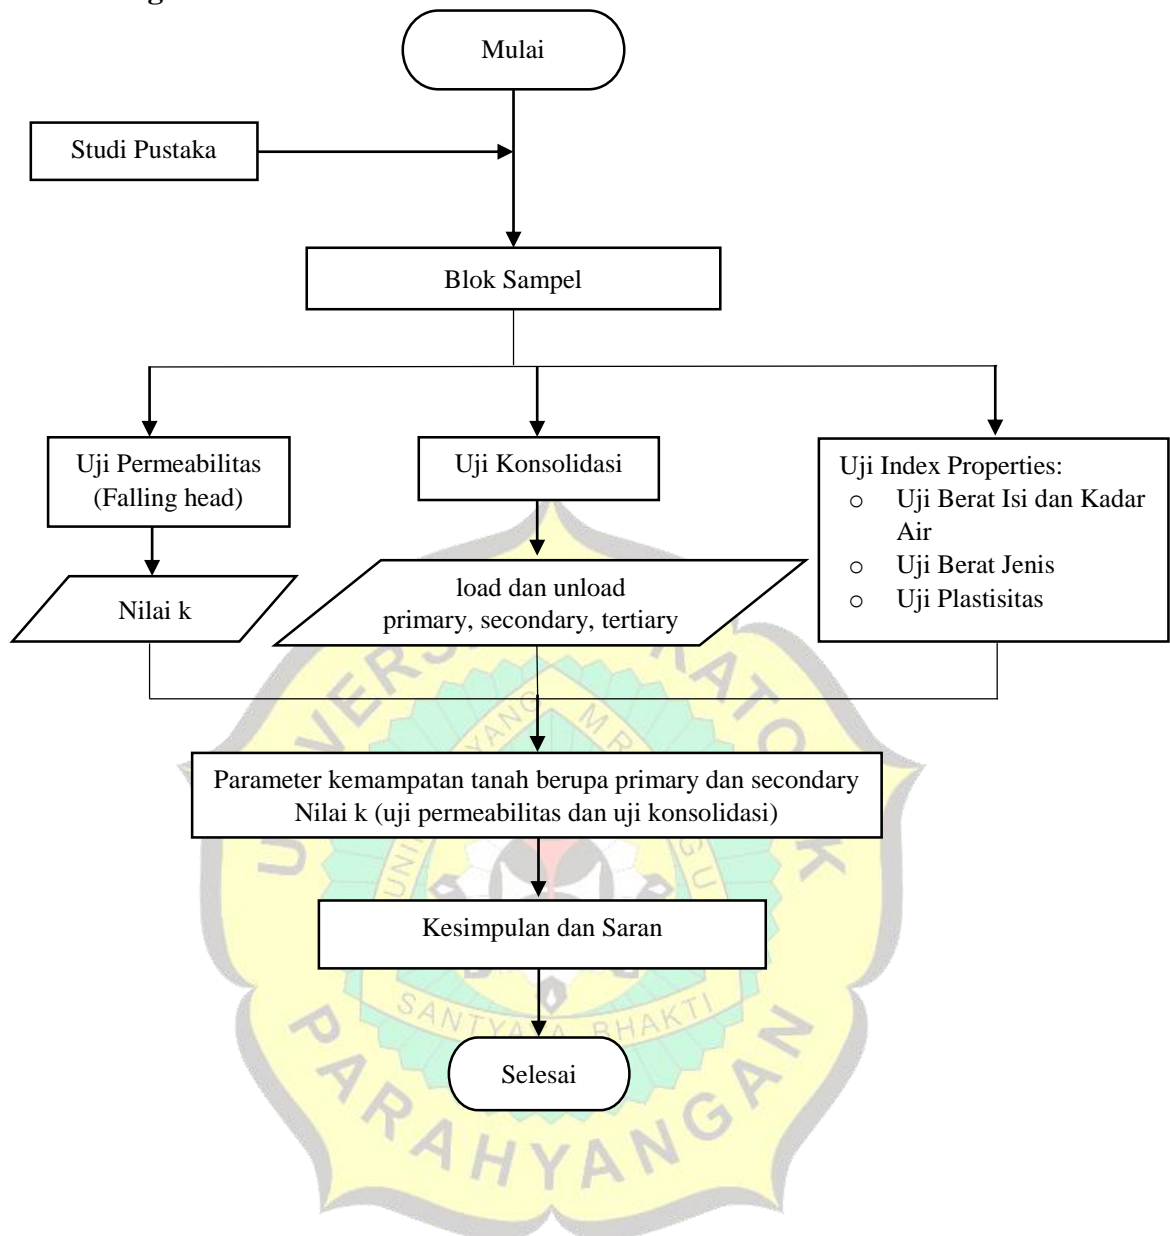 Mulai
Studi Pustaka
Blok Sampel
Uji Permeabilitas
(Falling head)
Uji Konsolidasi
Uji Index Properties:
o Uji Berat Isi dan Kadar
Air
o Uji Berat Jenis
o Uji Plastisitas
Nilai k
load dan unload
primary, secondary, tertiary
Parameter kemampatan tanah berupa primary dan secondary
Nilai k (uji permeabilitas dan uji konsolidasi)
Kesimpulan dan Saran
Selesai
SANTYA BHAKTI
PARAHYANGAN